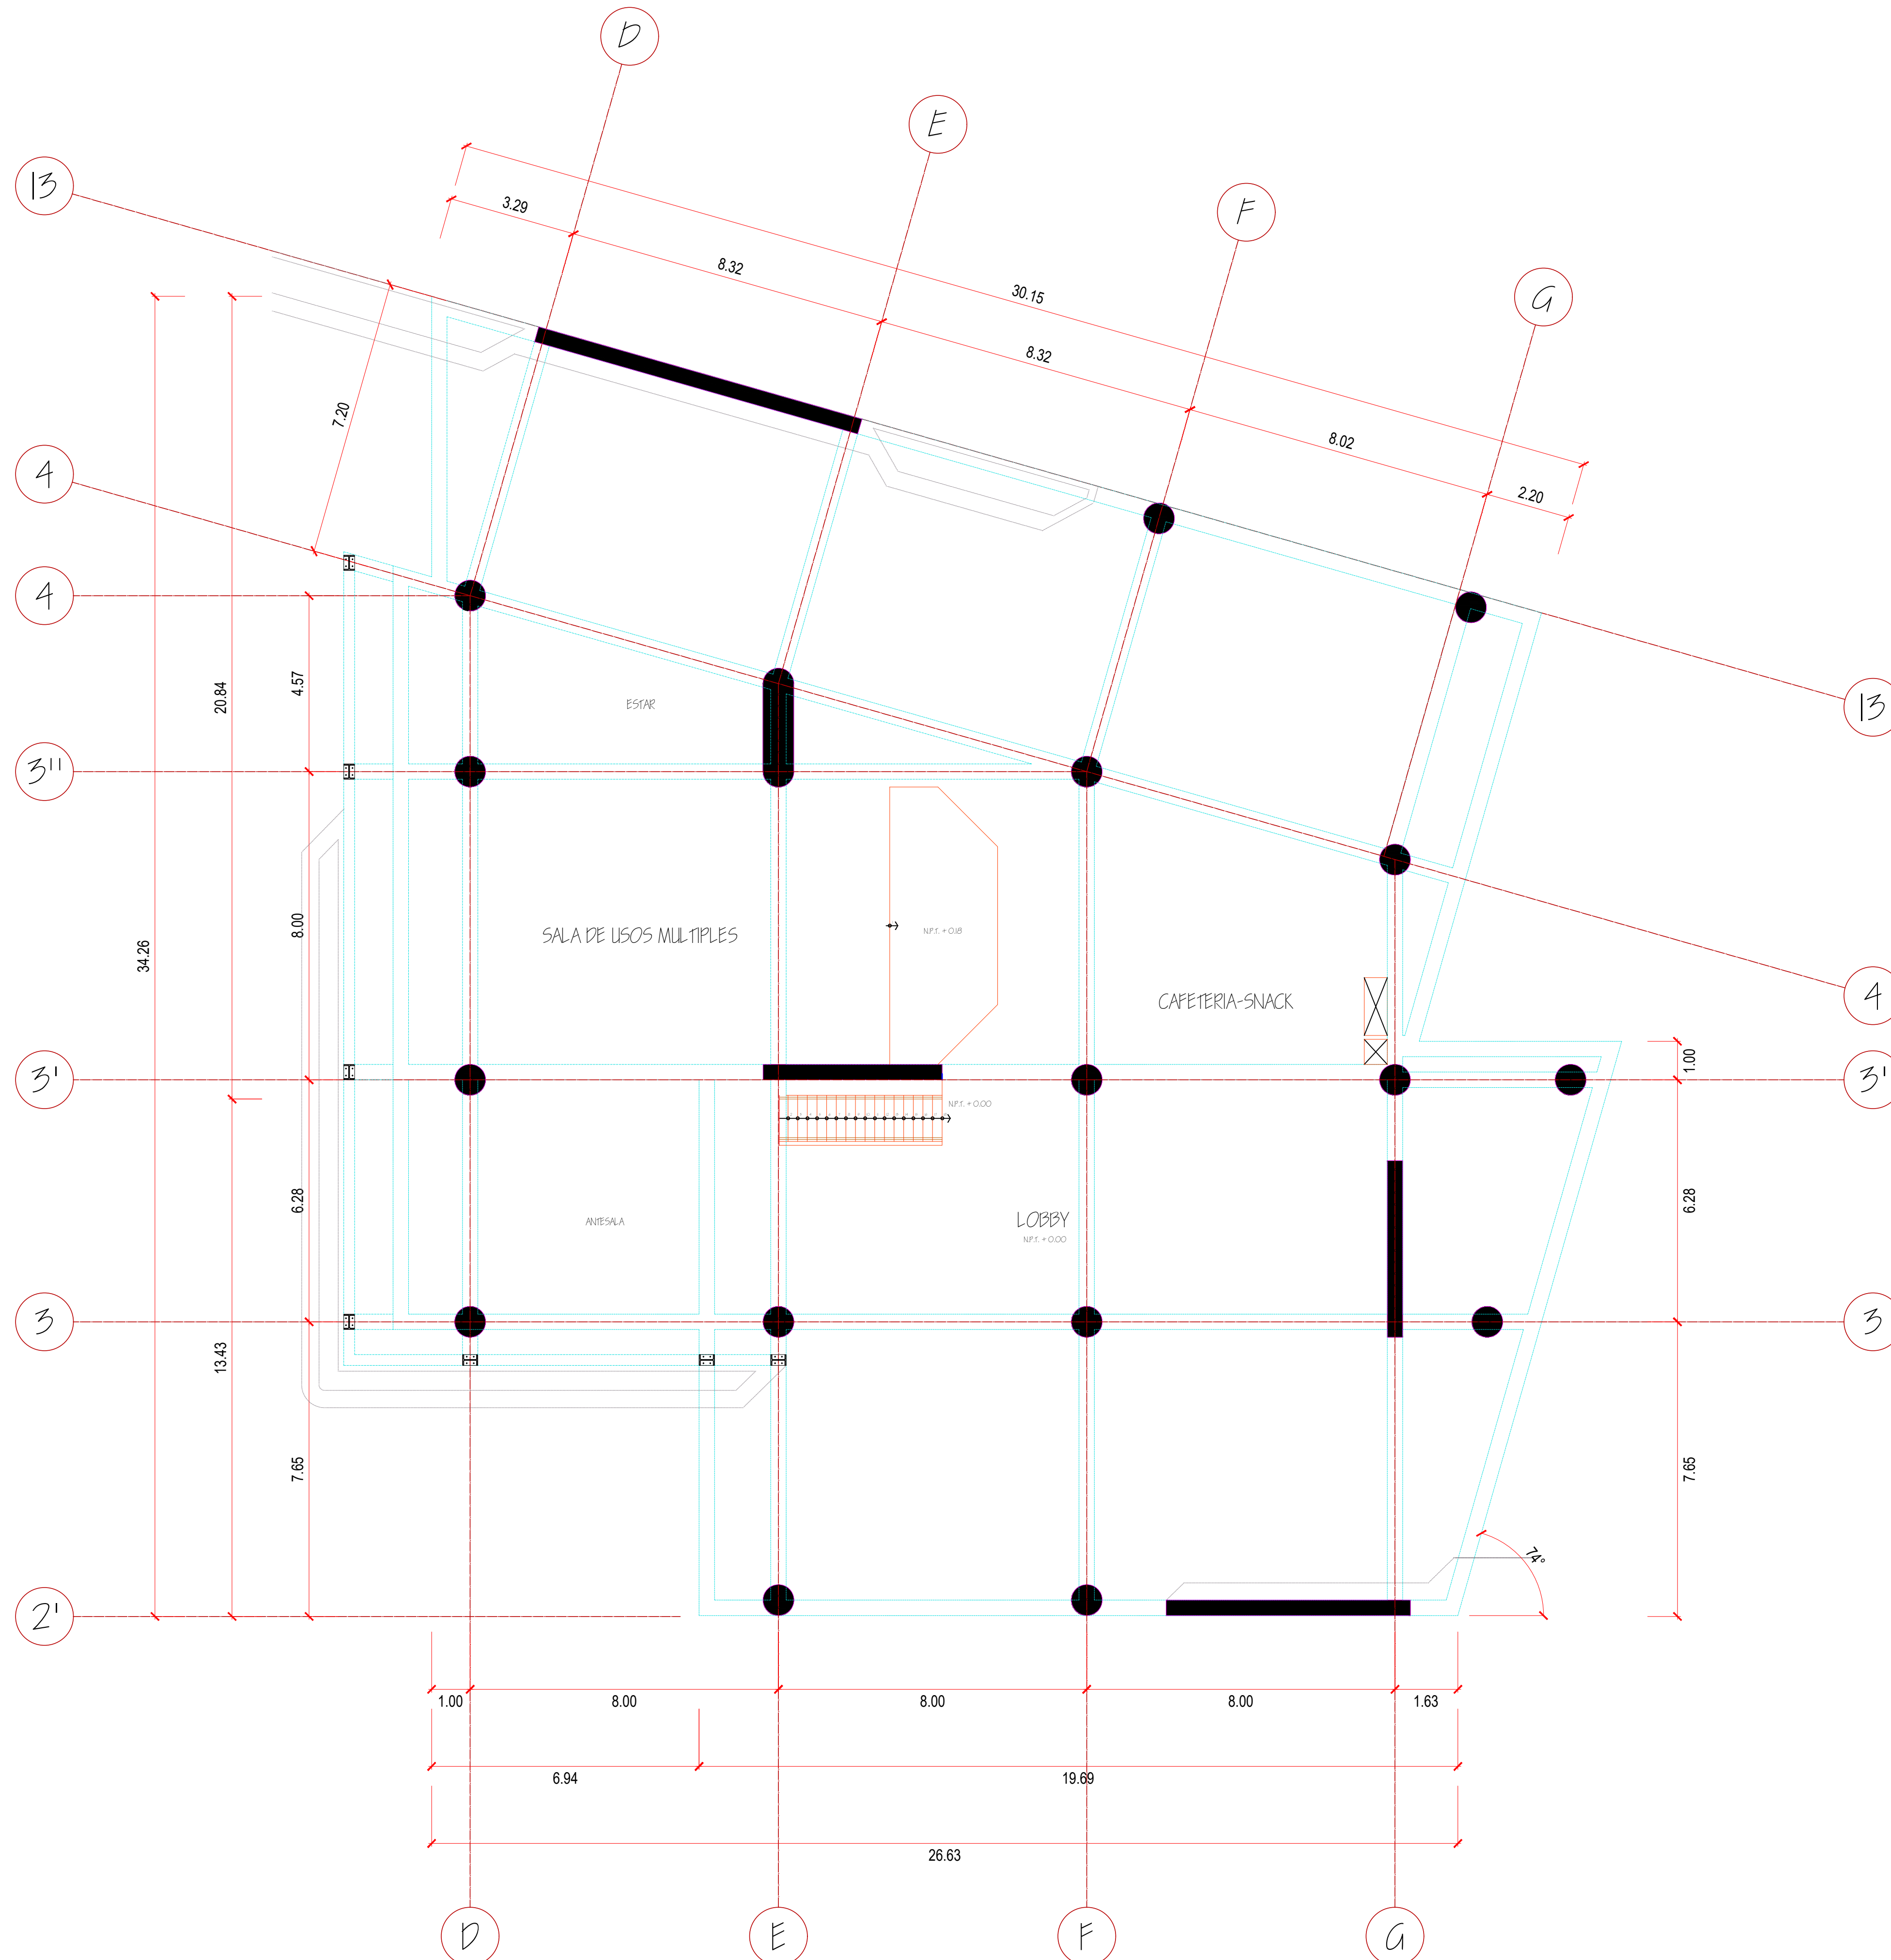 D
E
13
F
3.29
8.32
G
30.15
8.32
7.20
8.02
4
2.20
4
4.57
20.84
ESTAR
13
3''
8.00
34.26
SALA DE USOS MULTIPLES
N.P.T. + 0.18
CAFETERIA-SNACK
4
1.00
3'
3'
N.P.T. + 0.00
6.28
6.28
ANTESALA
LOBBY
N.P.T. + 0.00
3
3
13.43
7.65
7.65
74°
2'
1.00
8.00
8.00
8.00
1.63
6.94
19.69
26.63
D
E
F
G